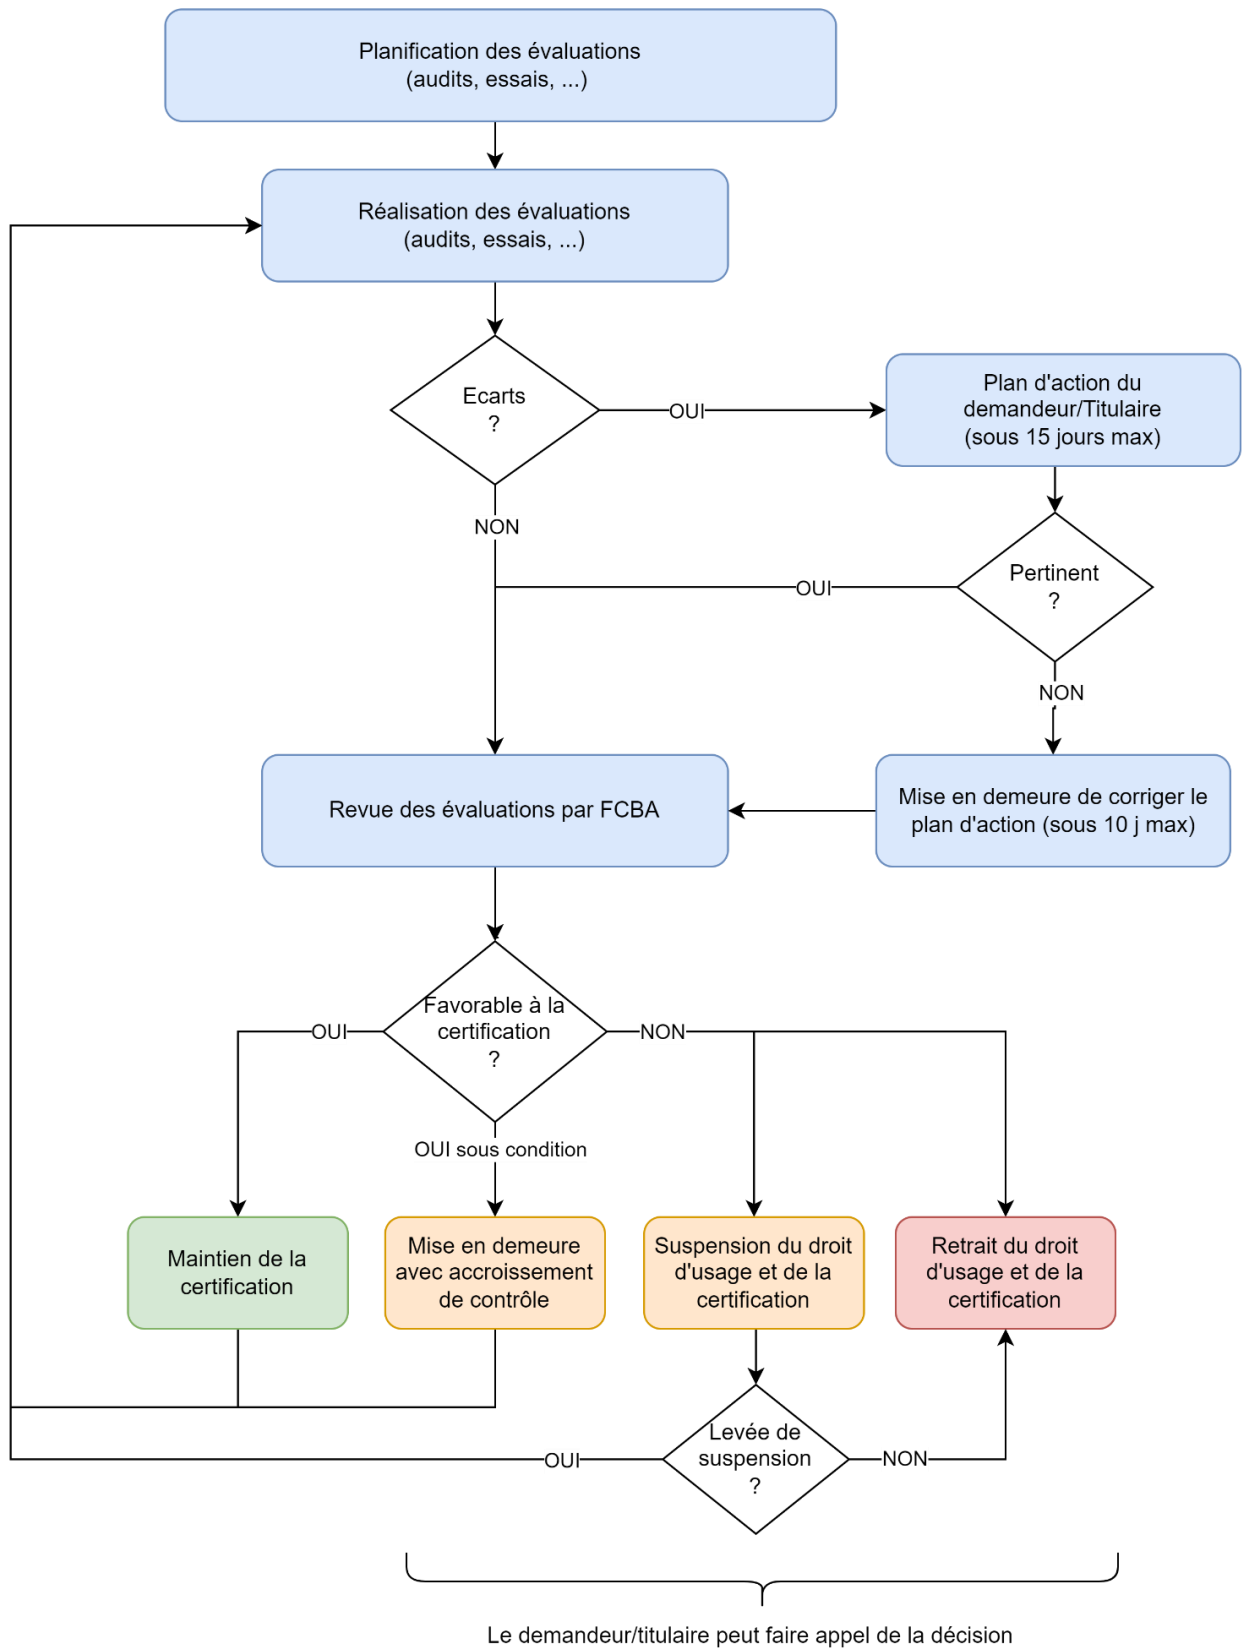 Planification des évaluations
(audits, essais, ...)
Réalisation des évaluations
(audits, essais, ...)
Ecarts
?
OUI
Plan d'action du
demandeur/Titulaire
(sous 15 jours max)
NON
Pertinent
?
OUI
NON
Revue des évaluations par FCBA
Mise en demeure de corriger le
plan d'action (sous 10 j max)
Favorable à la
certification
?
OUI
NON
OUI sous condition
Maintien de la
certification
Mise en demeure
avec accroissement
de contrôle
Suspension du droit
d'usage et de la
certification
Retrait du droit
d'usage et de la
certification
Levée de
suspension
?
OUI
NON
Le demandeur/titulaire peut faire appel de la décision